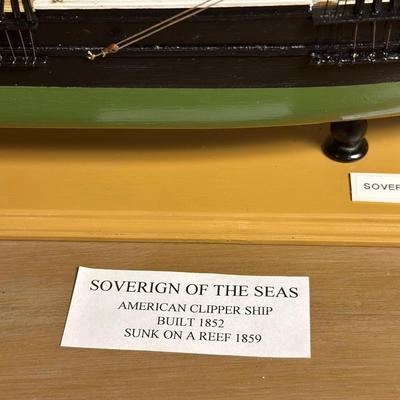 SOVER
SOVERIGN OF THE SEAS
AMERICAN CLIPPER SHIP
BUILT 1852
SUNK ON A REEF 1859